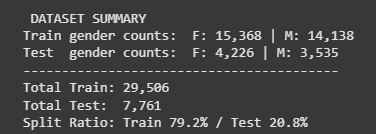 DATASET SUMMARY
Train gender counts:  F: 15,368 | M: 14,138
Test  gender counts:  F: 4,226 | M: 3,535
----------------------------------------
Total Train: 29,506
Total Test:  7,761
Split Ratio: Train 79.2% / Test 20.8%